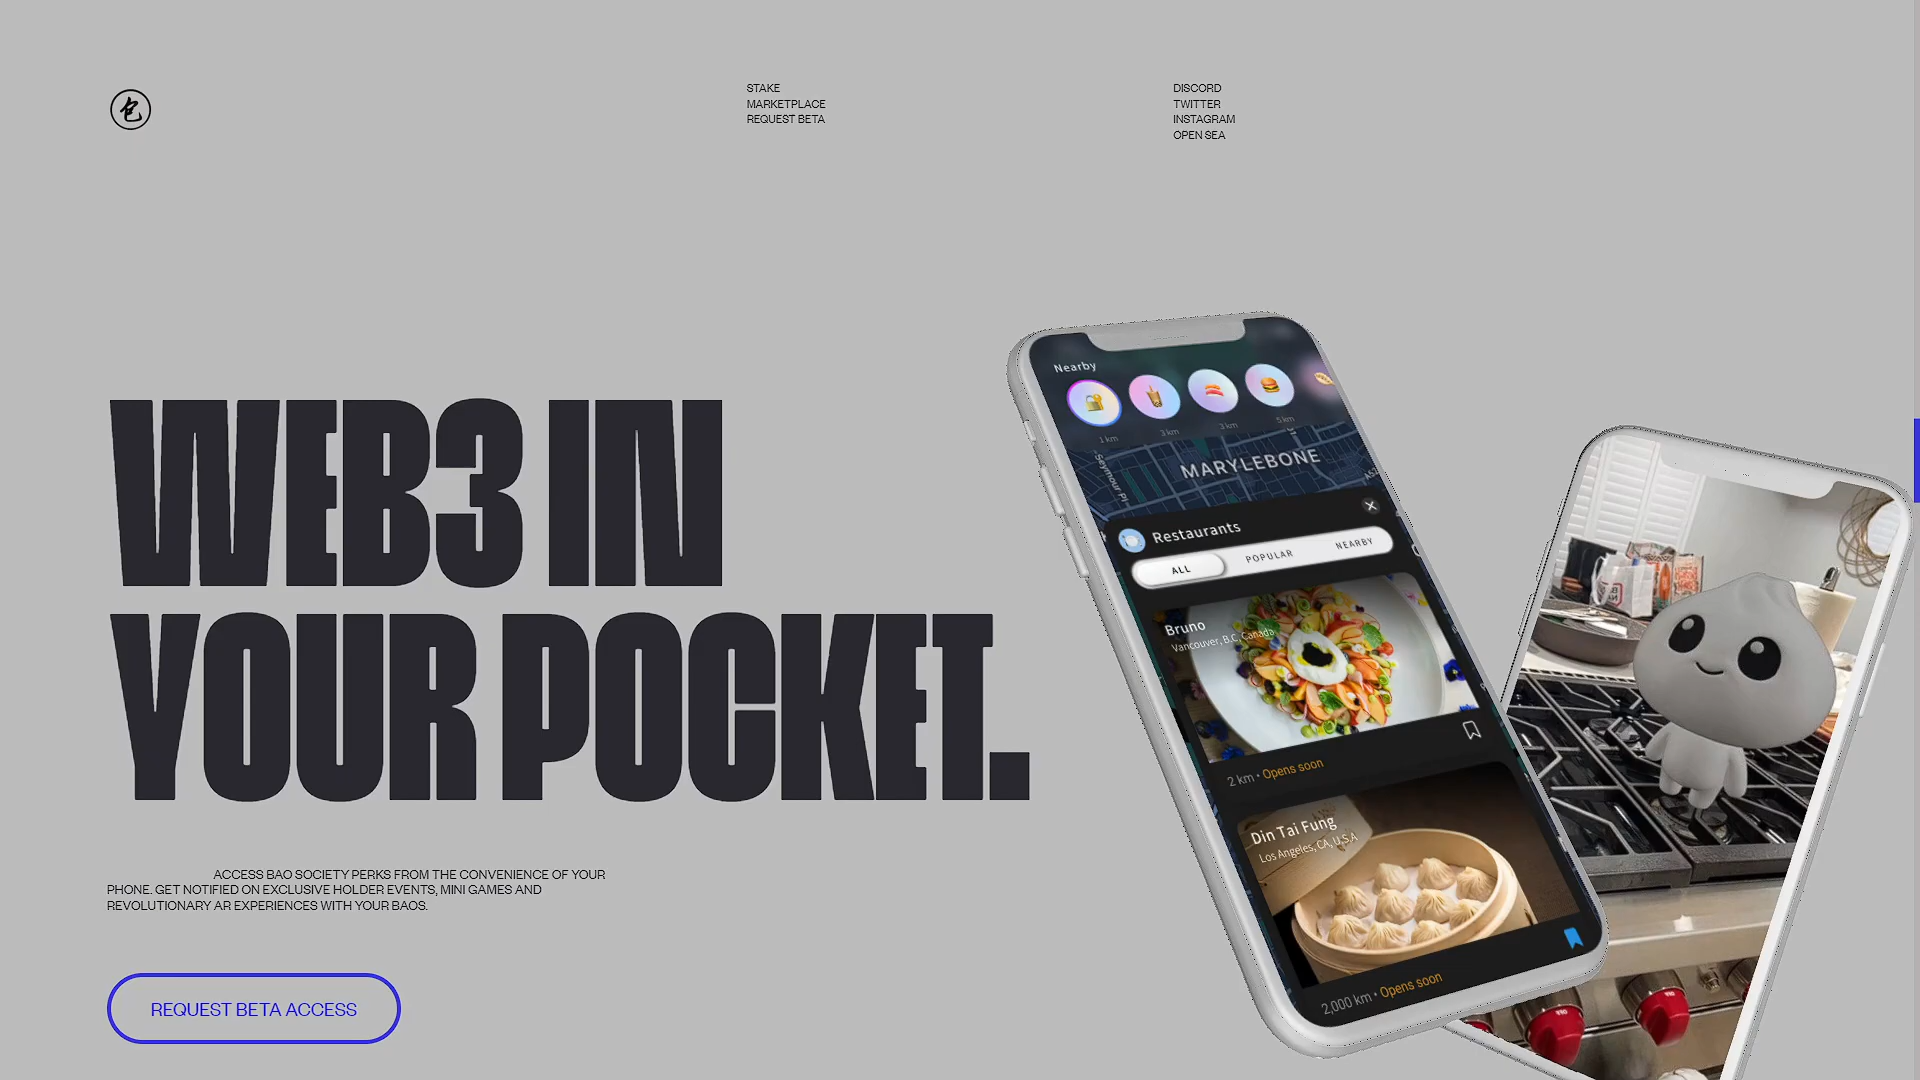 包
STAKE
MARKETPLACE
REQUEST BETA
DISCORD
TWITTER
INSTAGRAM
OPEN SEA
WEB3 IN
YOUR POCKET.
ACCESS BAO SOCIETY PERKS FROM THE CONVENIENCE OF YOUR
PHONE. GET NOTIFIED ON EXCLUSIVE HOLDER EVENTS, MINI GAMES AND
REVOLUTIONARY AR EXPERIENCES WITH YOUR BAOS.
REQUEST BETA ACCESS
Nearby
1 km
3 km
3 km
5 km
Seymour Pl
MARYLEBONE
Restaurants
ALL
POPULAR
NEARBY
Bruno
Vancouver, B.C, Canada
2 km • Opens soon
Din Tai Fung
Los Angeles, CA, U.S.A
2,000 km • Opens soon